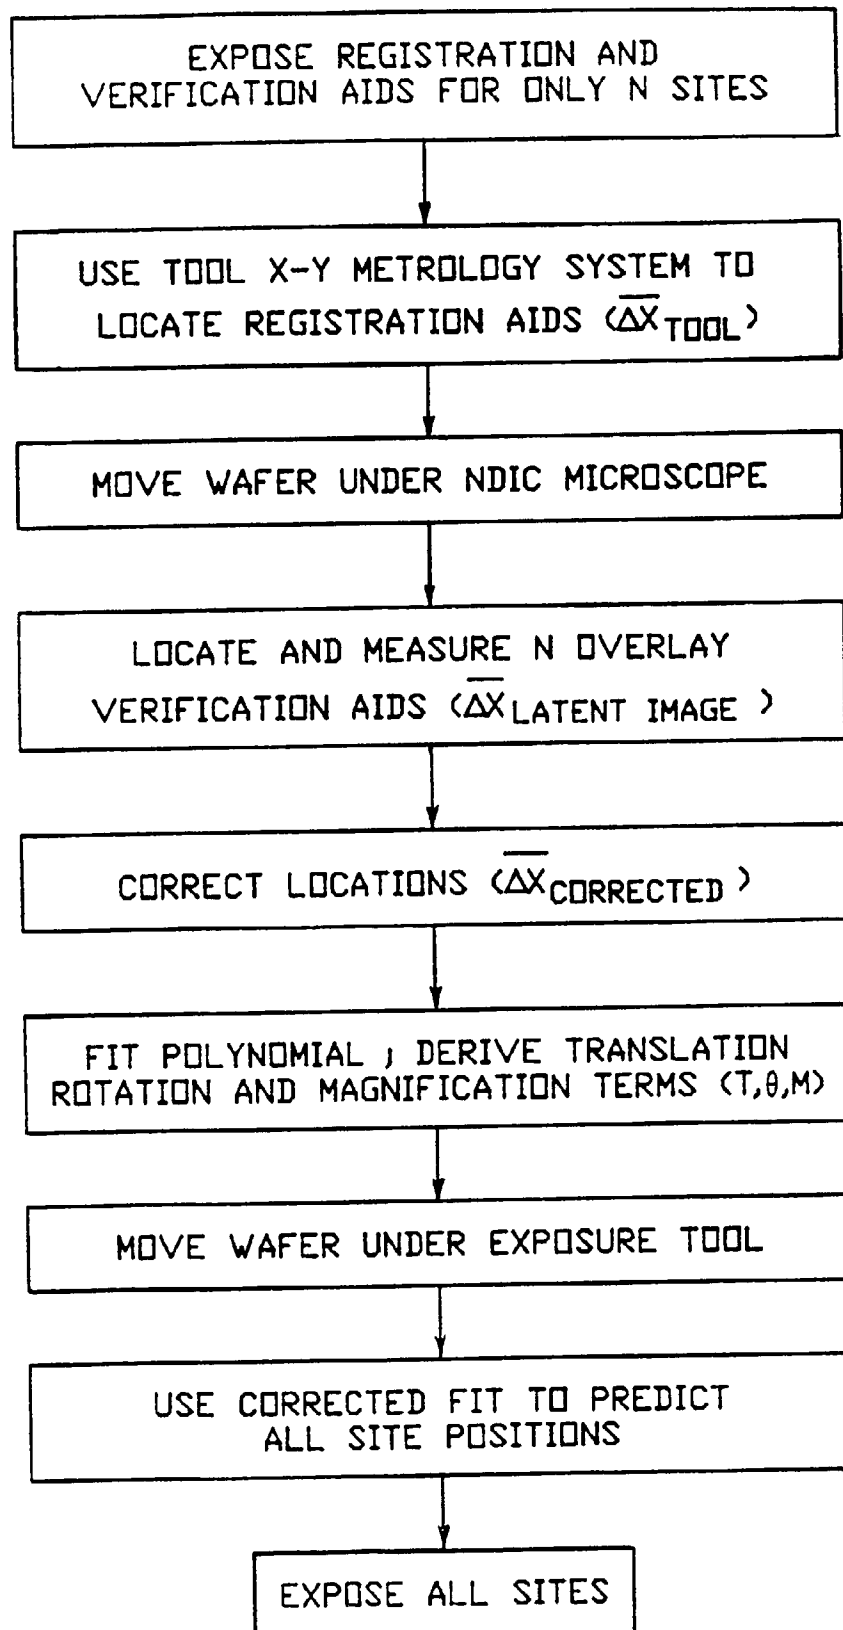 EXPOSE REGISTRATION AND
VERIFICATION AIDS FOR ONLY N SITES
USE TOOL X-Y METROLOGY SYSTEM TO
LOCATE REGISTRATION AIDS (ΔX̅ TOOL)
MOVE WAFER UNDER NDIC MICROSCOPE
LOCATE AND MEASURE N OVERLAY
VERIFICATION AIDS (ΔX̅ LATENT IMAGE )
CORRECT LOCATIONS (ΔX̅ CORRECTED )
FIT POLYNOMIAL ; DERIVE TRANSLATION
ROTATION AND MAGNIFICATION TERMS (T,θ,M)
MOVE WAFER UNDER EXPOSURE TOOL
USE CORRECTED FIT TO PREDICT
ALL SITE POSITIONS
EXPOSE ALL SITES